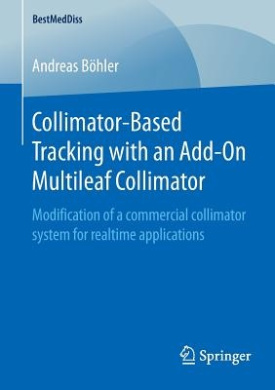 BestMedDiss
Andreas Böhler
Collimator-Based
Tracking with an Add-On
Multileaf Collimator
Modification of a commercial collimator
system for realtime applications
Springer